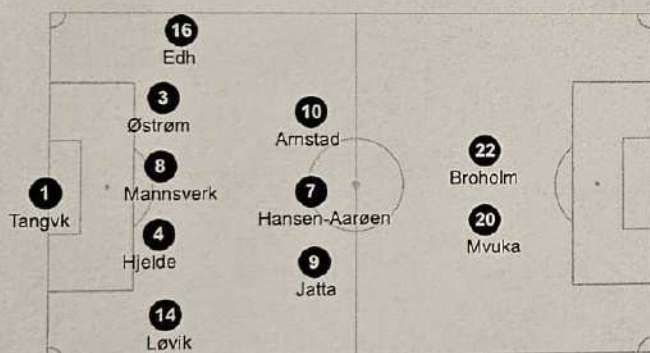 16
Edh
3
Østrøm
10
Arnstad
22
Broholm
8
Mannsverk
1
Tangvk
7
Hansen-Aarøen
20
Mvuka
4
Hjelde
9
Jatta
14
Løvik